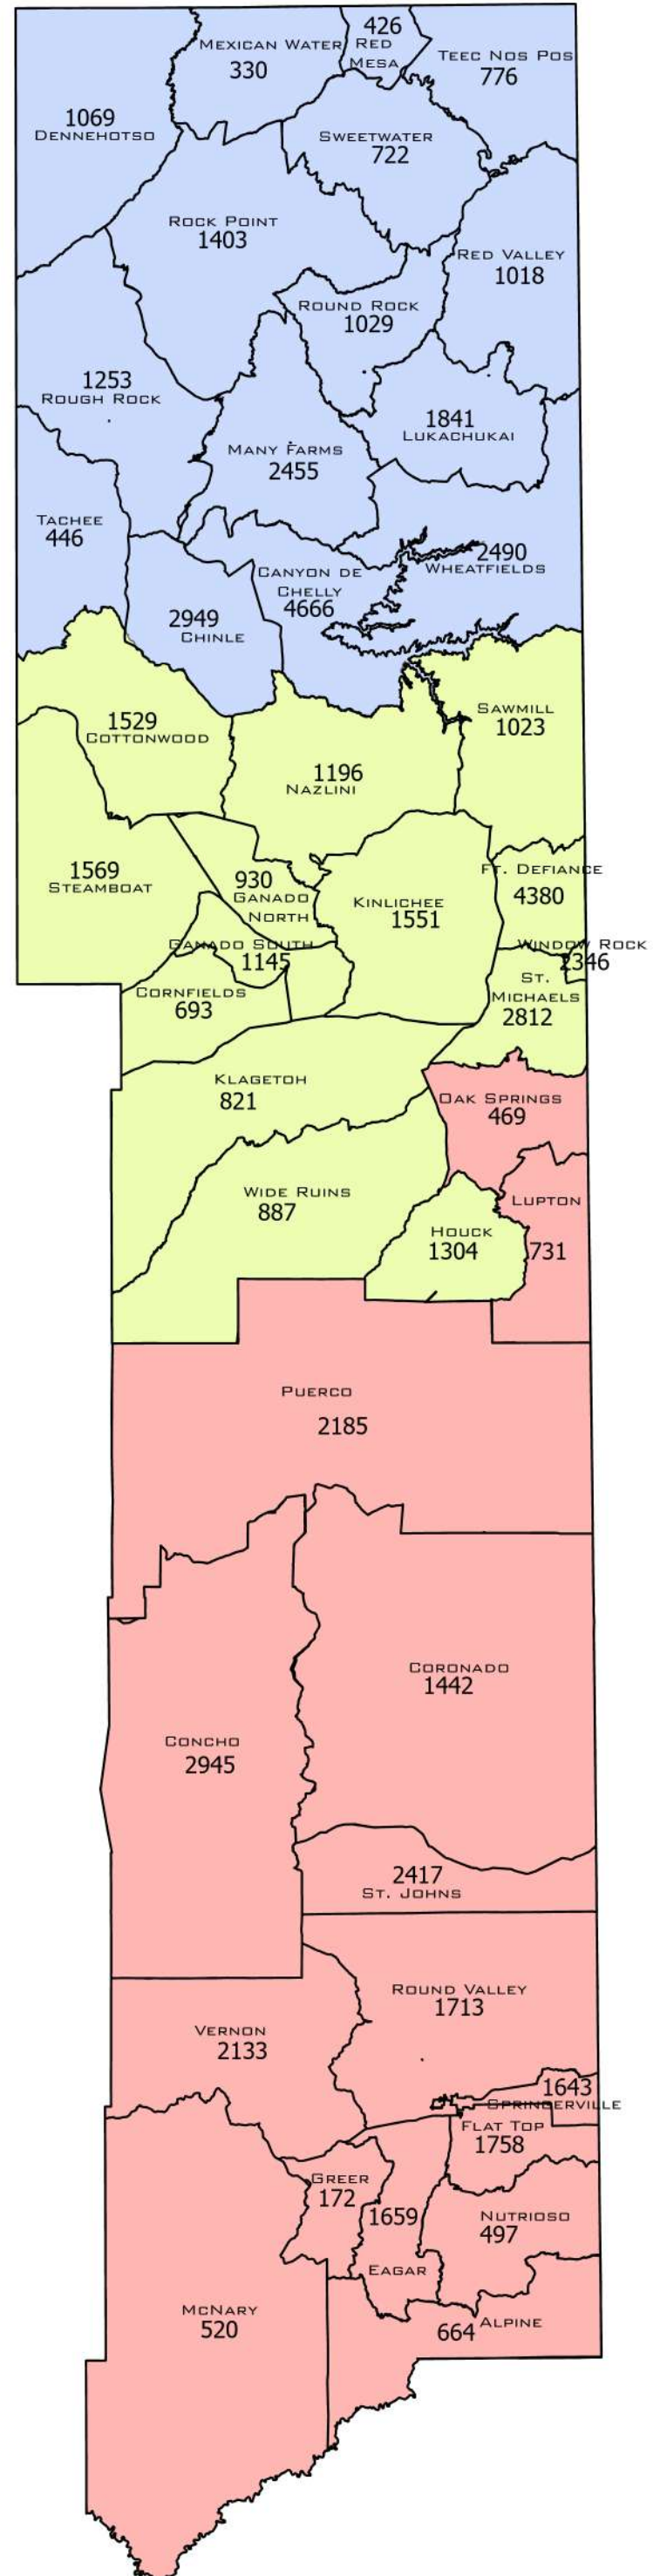 426
MEXICAN WATER
RED
MESA
330
TEEC NOS POS
776
1069
DENNEHOTSO
SWEETWATER
722
ROCK POINT
1403
RED VALLEY
1018
ROUND ROCK
1029
1253
ROUGH ROCK
1841
LUKACHUKAI
MANY FARMS
2455
TACHEE
446
2490
WHEATFIELDS
CANYON DE
CHELLY
4666
2949
CHINLE
SAWMILL
1023
1529
COTTONWOOD
1196
NAZLINI
1569
STEAMBOAT
930
GANADO
NORTH
KINLICHEE
1551
FT. DEFIANCE
4380
GANADO SOUTH
1145
WINDOW ROCK
2346
CORNFIELDS
693
ST.
MICHAELS
2812
KLAGETOH
821
OAK SPRINGS
469
WIDE RUINS
887
LUPTON
731
HOUCK
1304
PUERCO
2185
CORONADO
1442
CONCHO
2945
2417
ST. JOHNS
ROUND VALLEY
1713
VERNON
2133
1643
SPRINGERVILLE
FLAT TOP
1758
GREER
172
1659
EAGAR
NUTRIOSO
497
MCNARY
520
664 ALPINE